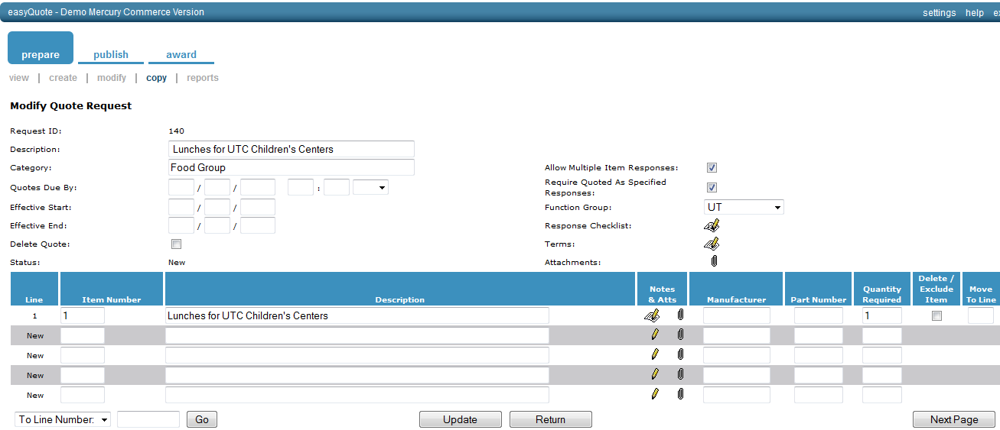 easyQuote - Demo Mercury Commerce Version settings help
prepare publish award
view | create | modify | copy | reports
Modify Quote Request
Request ID: 140
Description: Lunches for UTC Children's Centers
Category: Food Group Allow Multiple Item Responses:
Quotes Due By: / / : Require Quoted As Specified Responses:
Effective Start: / / Function Group: UT
Effective End: / / Response Checklist:
Delete Quote: Terms:
Status: New Attachments:
Line Item Number Description Notes & Atts Manufacturer Part Number Quantity Required Delete / Exclude Item Move To Line
1 1 Lunches for UTC Children's Centers 1
New
New
New
New
To Line Number: Go Update Return Next Page